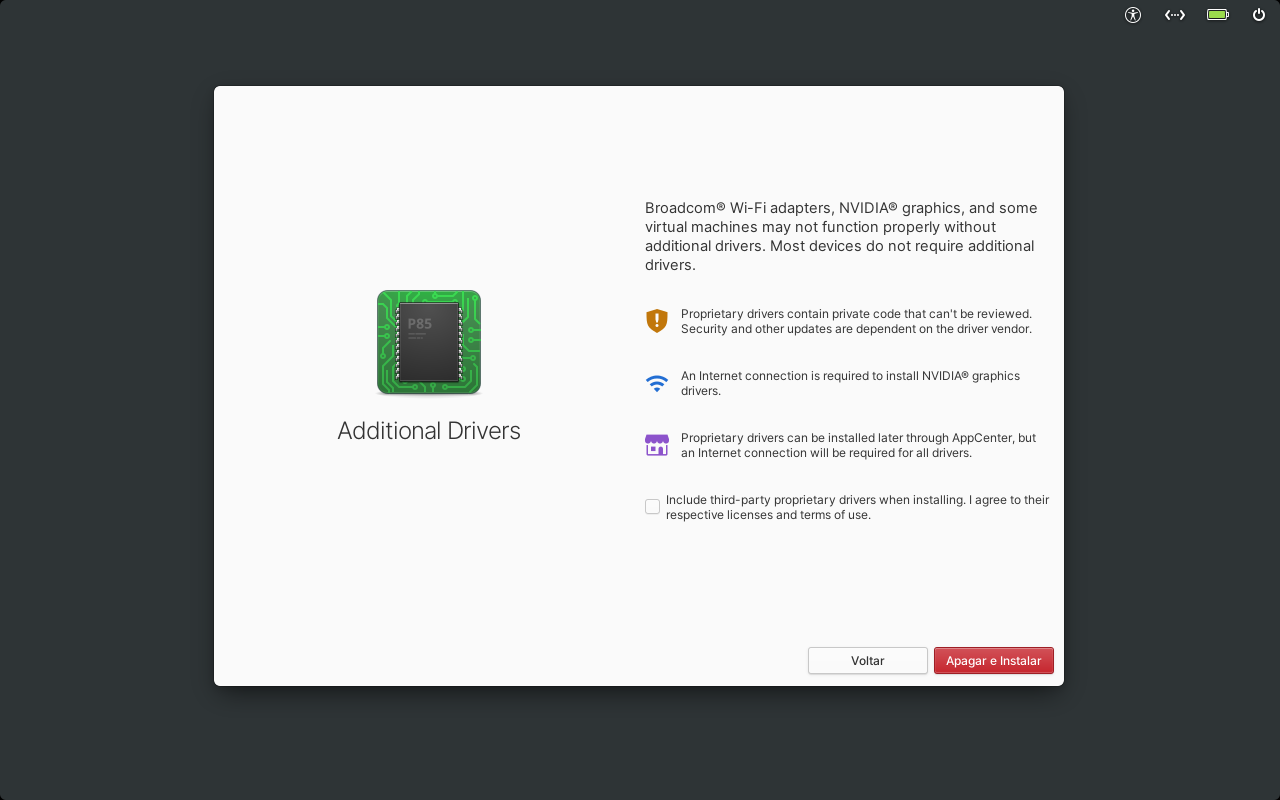 Broadcom® Wi-Fi adapters, NVIDIA® graphics, and some
virtual machines may not function properly without
additional drivers. Most devices do not require additional
drivers.
P85
Additional Drivers
Proprietary drivers contain private code that can't be reviewed.
Security and other updates are dependent on the driver vendor.
An Internet connection is required to install NVIDIA® graphics
drivers.
Proprietary drivers can be installed later through AppCenter, but
an Internet connection will be required for all drivers.
Include third-party proprietary drivers when installing. I agree to their
respective licenses and terms of use.
Voltar
Apagar e Instalar